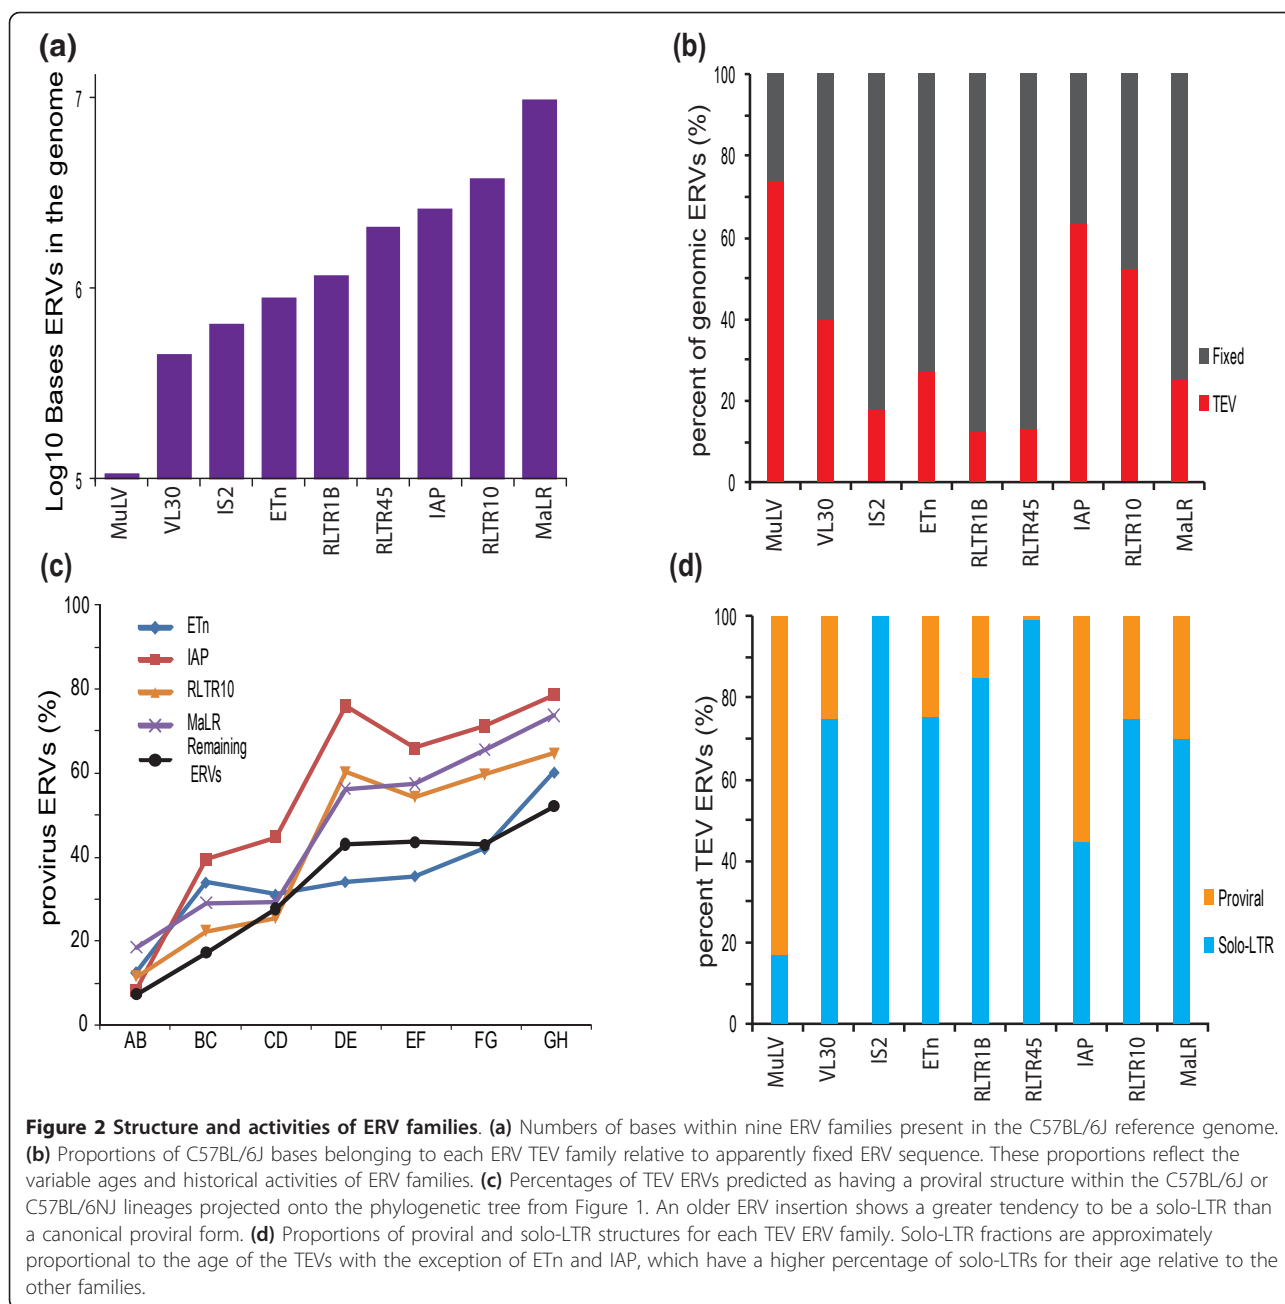 (a)
Log10 Bases ERVs in the genome
7
6
5
MuLV
VL30
IS2
ETn
RLTR1B
RLTR45
IAP
RLTR10
MaLR
(b)
percent of genomic ERVs (%)
100
80
60
40
20
0
MuLV
VL30
IS2
ETn
RLTR1B
RLTR45
IAP
RLTR10
MaLR
Fixed
TEV
(c)
provirus ERVs (%)
100
80
60
40
20
0
ETn
IAP
RLTR10
MaLR
Remaining
ERVs
AB
BC
CD
DE
EF
FG
GH
(d)
percent TEV ERVs (%)
100
80
60
40
20
0
MuLV
VL30
IS2
ETn
RLTR1B
RLTR45
IAP
RLTR10
MaLR
Proviral
Solo-LTR
Figure 2 Structure and activities of ERV families. (a) Numbers of bases within nine ERV families present in the C57BL/6J reference genome.
(b) Proportions of C57BL/6J bases belonging to each ERV TEV family relative to apparently fixed ERV sequence. These proportions reflect the
variable ages and historical activities of ERV families. (c) Percentages of TEV ERVs predicted as having a proviral structure within the C57BL/6J or
C57BL/6NJ lineages projected onto the phylogenetic tree from Figure 1. An older ERV insertion shows a greater tendency to be a solo-LTR than
a canonical proviral form. (d) Proportions of proviral and solo-LTR structures for each TEV ERV family. Solo-LTR fractions are approximately
proportional to the age of the TEVs with the exception of ETn and IAP, which have a higher percentage of solo-LTRs for their age relative to the
other families.